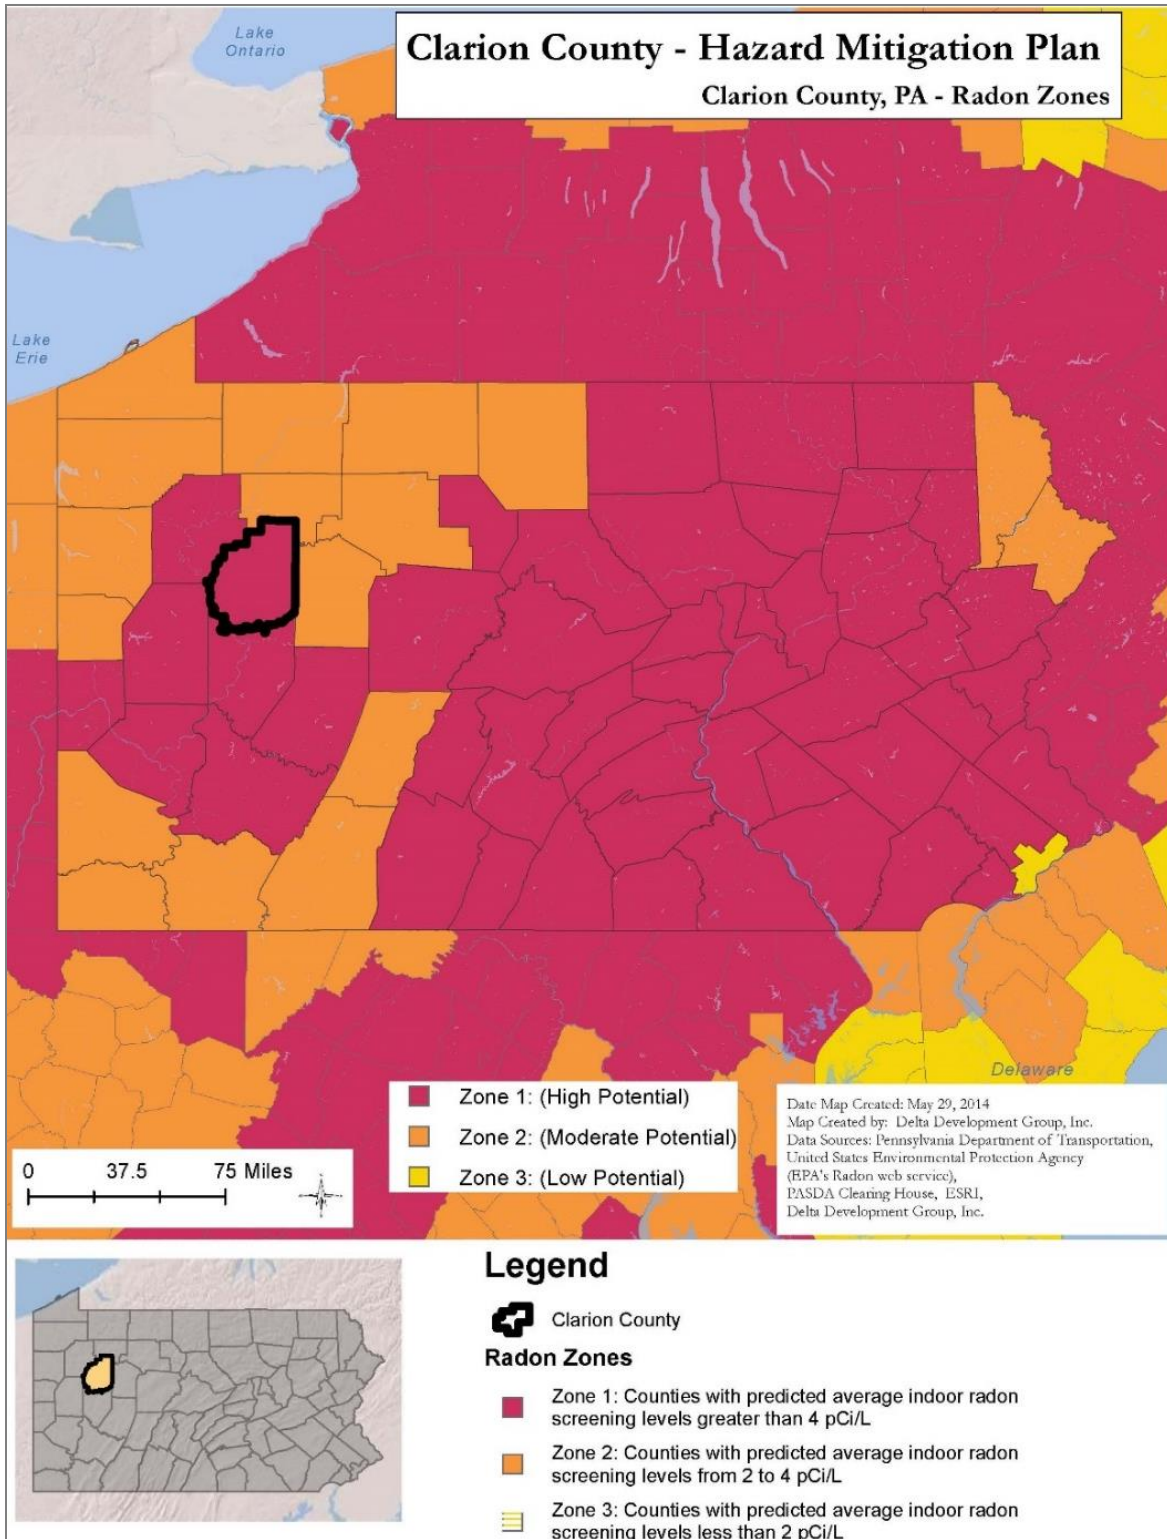 Lake
Ontario
Clarion County - Hazard Mitigation Plan
Clarion County, PA - Radon Zones
Lake
Erie
Delaware
Zone 1: (High Potential)
Zone 2: (Moderate Potential)
Zone 3: (Low Potential)
Date Map Created: May 29, 2014
Map Created by: Delta Development Group, Inc.
Data Sources: Pennsylvania Department of Transportation,
United States Environmental Protection Agency
(EPA's Radon web service),
PASDA Clearing House, ESRI,
Delta Development Group, Inc.
0 37.5 75 Miles
Legend
Clarion County
Radon Zones
Zone 1: Counties with predicted average indoor radon
screening levels greater than 4 pCi/L
Zone 2: Counties with predicted average indoor radon
screening levels from 2 to 4 pCi/L
Zone 3: Counties with predicted average indoor radon
screening levels less than 2 pCi/L